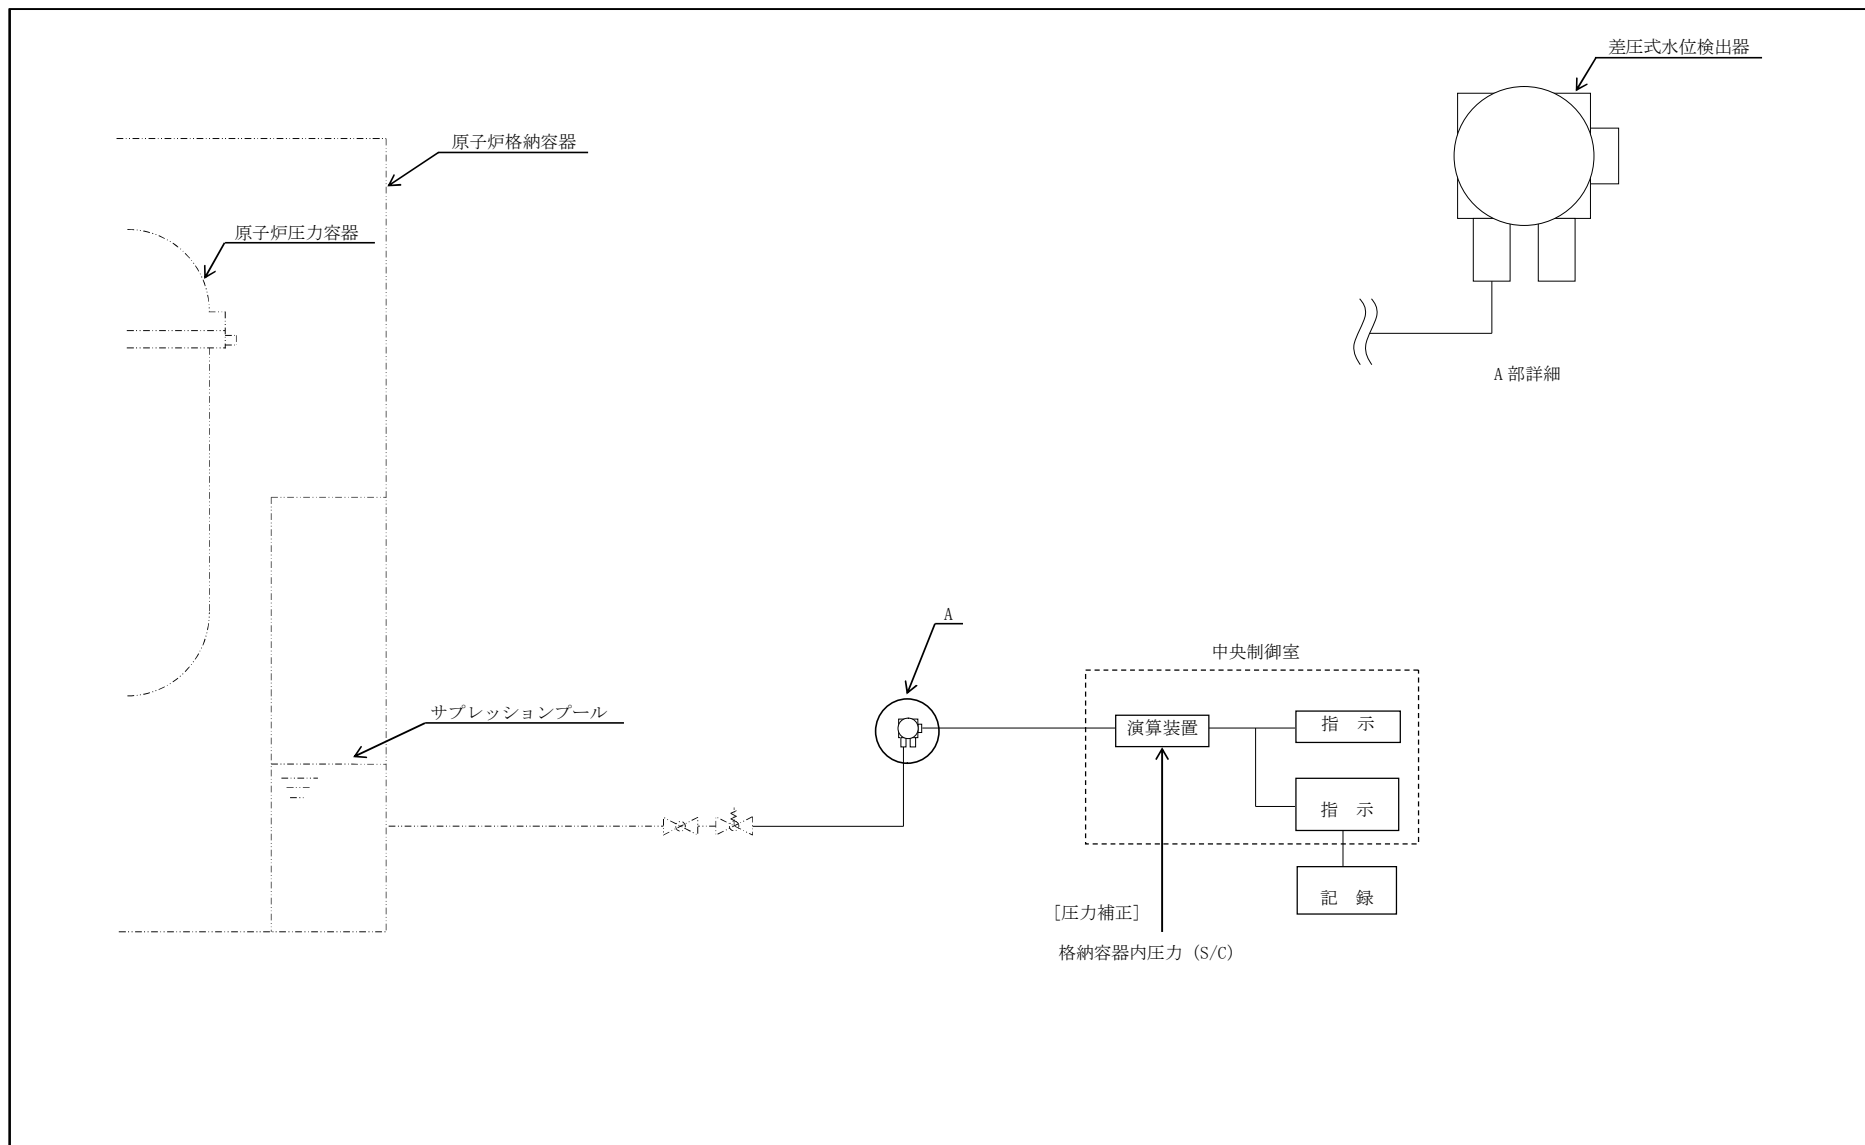 差圧式水位検出器
原子炉格納容器
原子炉圧力容器
A 部詳細
A
中央制御室
サプレッションプール
演算装置
指 示
指 示
記 録
[圧力補正]
格納容器内圧力 (S/C)